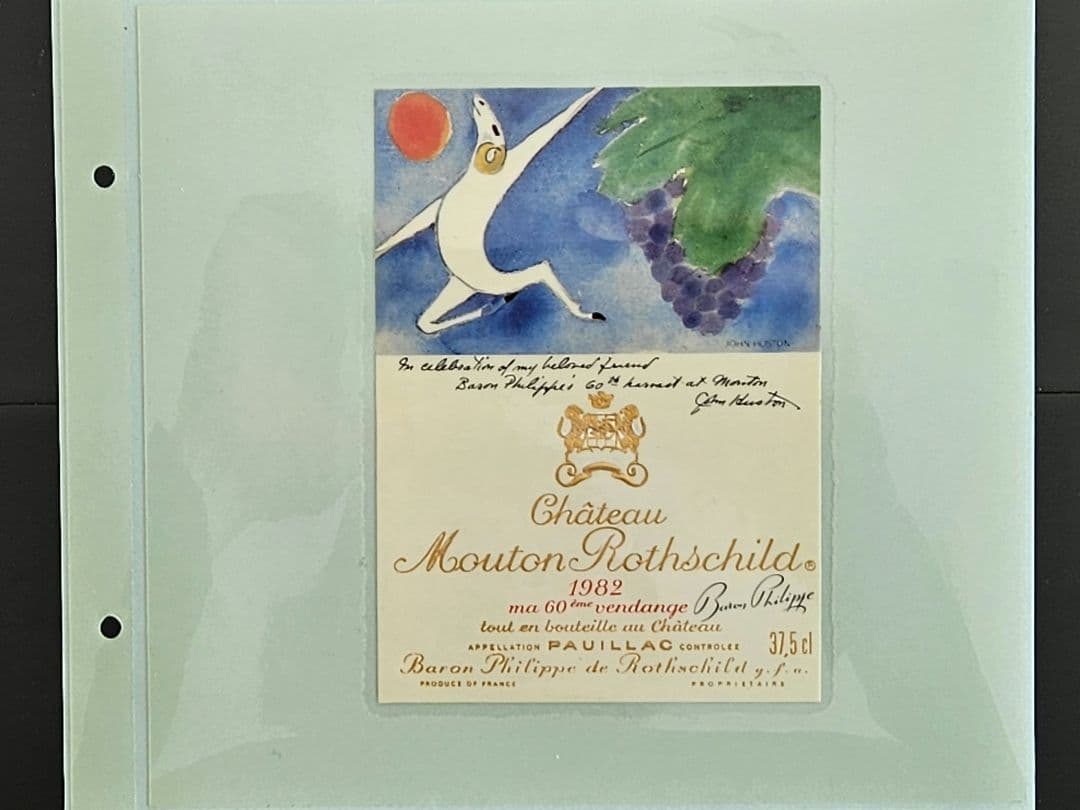 JOHN HUSTON
In celebration of my beloved friend
Baron Philippe's 60th harvest at Mouton
John Huston
Château
Mouton Rothschild®
1982
ma 60ème vendange Baron Philippe
tout en bouteille au Château
APPELLATION PAUILLAC CONTROLEE 37,5 cl
Baron Philippe de Rothschild g.f.a.
PRODUCE OF FRANCE PROPRIETAIRE